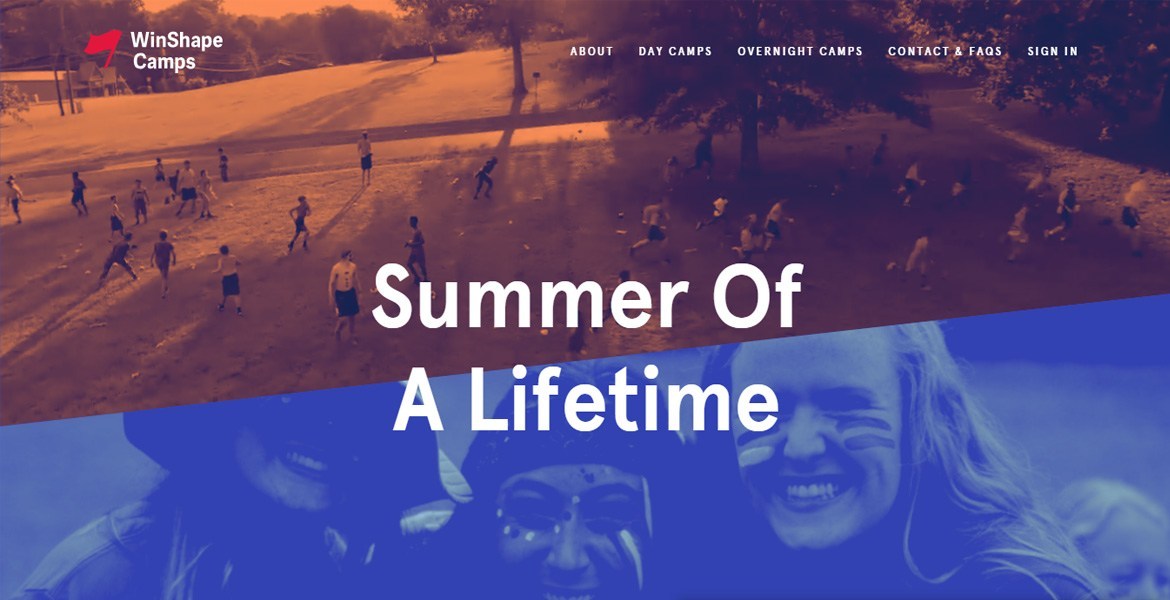 WinShape
Camps
ABOUT DAY CAMPS OVERNIGHT CAMPS CONTACT & FAQS SIGN IN
Summer Of
A Lifetime